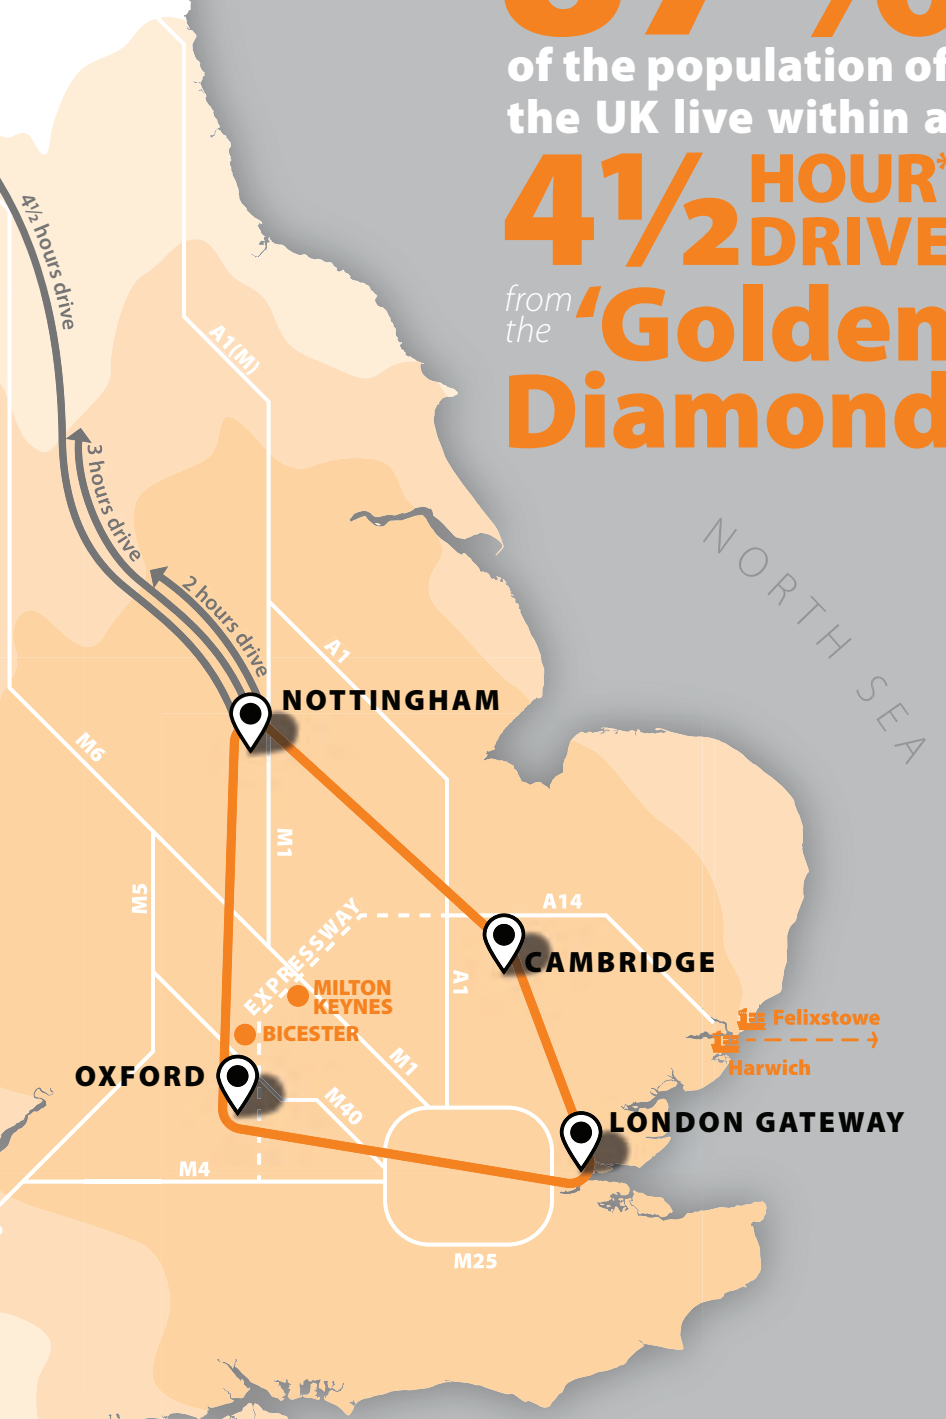 of the population of
the UK live within a
4½ HOUR*
DRIVE
from
the
‘Golden
Diamond
4½ hours drive
A1(M)
3 hours drive
NORTH SEA
2 hours drive
A1
NOTTINGHAM
M6
M1
M5
A14
EXPRESSWAY
CAMBRIDGE
A1
MILTON
KEYNES
Felixstowe
BICESTER
M1
Harwich
OXFORD
M40
LONDON GATEWAY
M4
M25